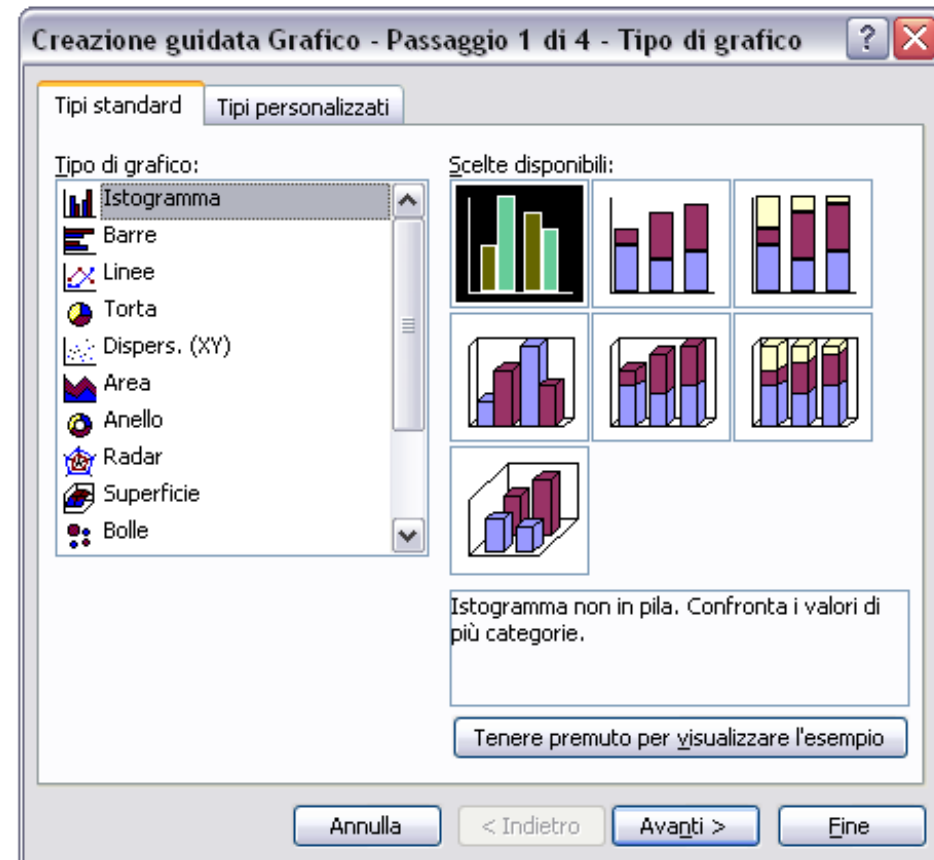 Creazione guidata Grafico - Passaggio 1 di 4 - Tipo di grafico
Tipi standard
Tipi personalizzati
Tipo di grafico:
Istogramma
Barre
Linee
Torta
Dispers. (XY)
Area
Anello
Radar
Superficie
Bolle
Scelte disponibili:
Istogramma non in pila. Confronta i valori di
più categorie.
Tenere premuto per visualizzare l'esempio
Annulla
< Indietro
Avanti >
Fine